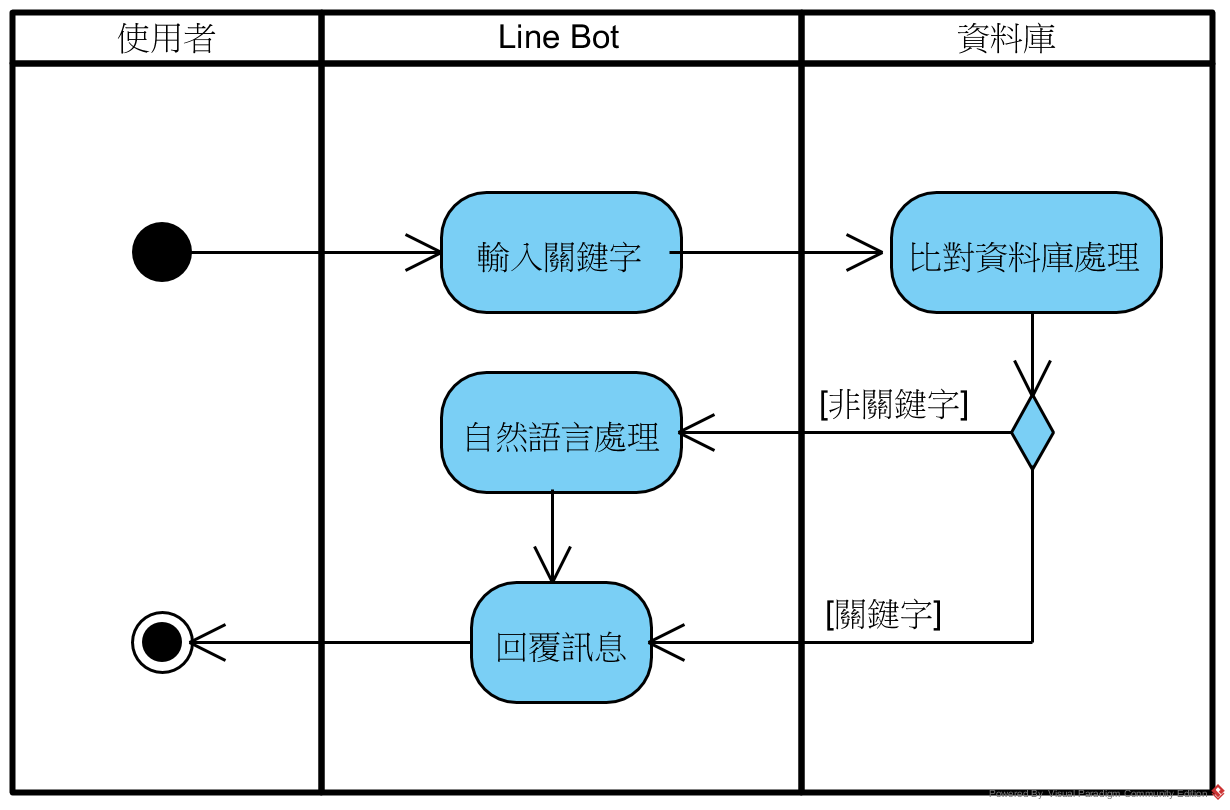 使用者
Line Bot
資料庫
輸入關鍵字
比對資料庫處理
[非關鍵字]
自然語言處理
[關鍵字]
回覆訊息
Powered By Visual Paradigm Community Edition